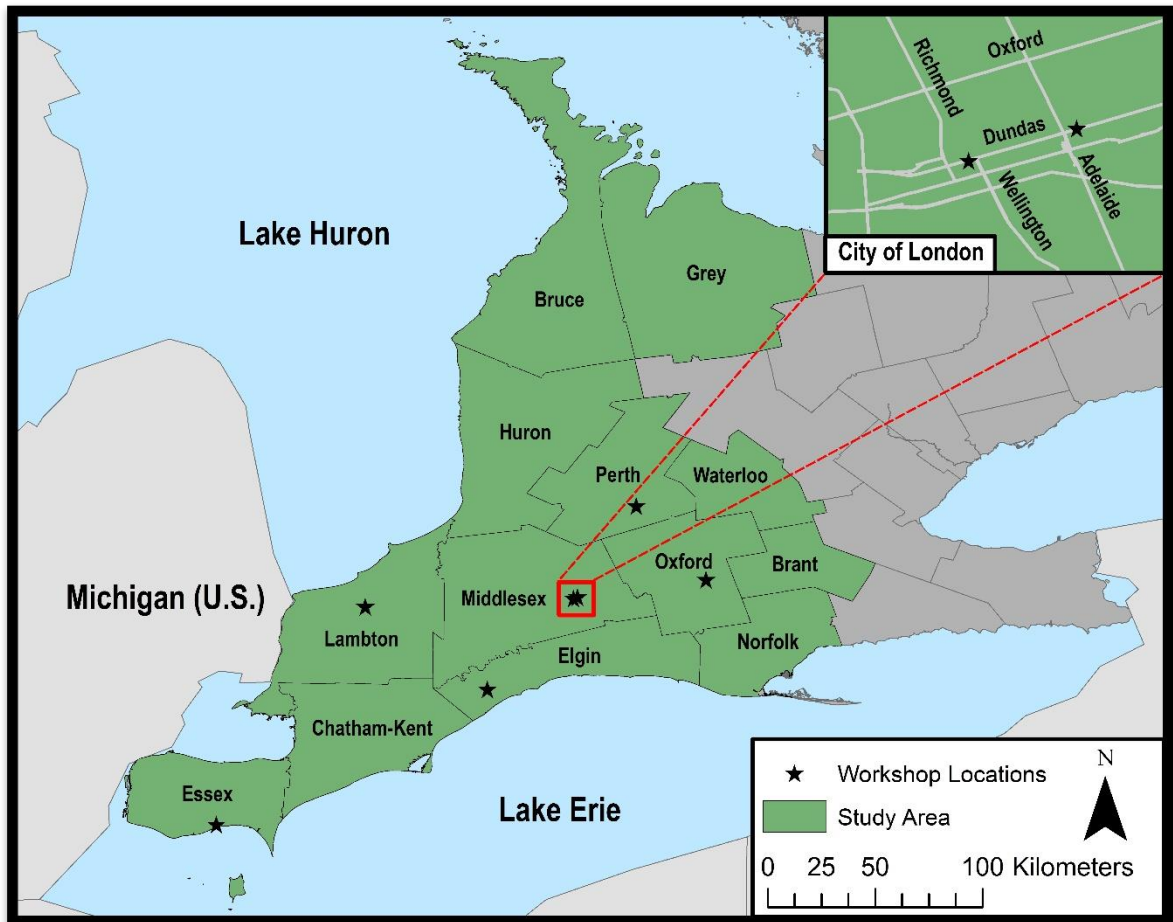 Richmond
Oxford
Dundas
Wellington
Adelaide
City of London
Lake Huron
Bruce
Grey
Huron
Perth
Waterloo
Michigan (U.S.)
Middlesex
Oxford
Brant
Lambton
Elgin
Norfolk
Chatham-Kent
Essex
Lake Erie
N
Workshop Locations
Study Area
0 25 50 100 Kilometers